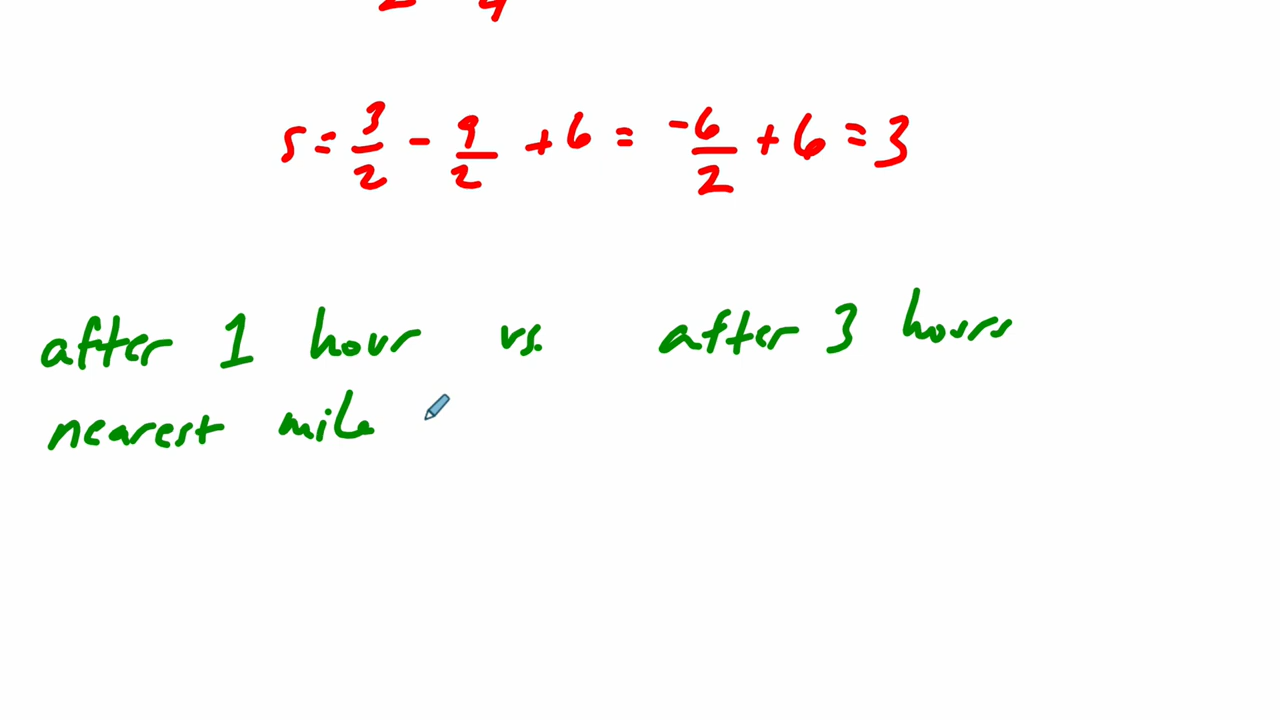 s = 3/2 - 9/2 + 6 = -6/2 + 6 = 3
after 1 hour vs. after 3 hours
nearest mile